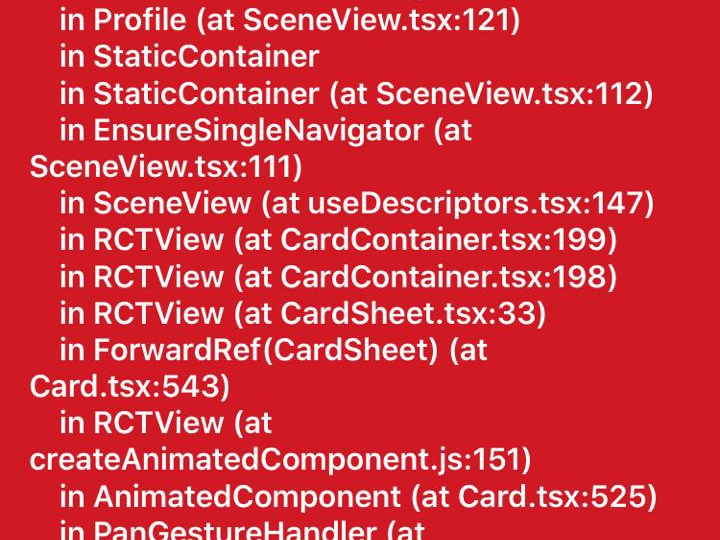 in Profile (at SceneView.tsx:121)
in StaticContainer
in StaticContainer (at SceneView.tsx:112)
in EnsureSingleNavigator (at
SceneView.tsx:111)
in SceneView (at useDescriptors.tsx:147)
in RCTView (at CardContainer.tsx:199)
in RCTView (at CardContainer.tsx:198)
in RCTView (at CardSheet.tsx:33)
in ForwardRef(CardSheet) (at
Card.tsx:543)
in RCTView (at
createAnimatedComponent.js:151)
in AnimatedComponent (at Card.tsx:525)
in PanGestureHandler (at